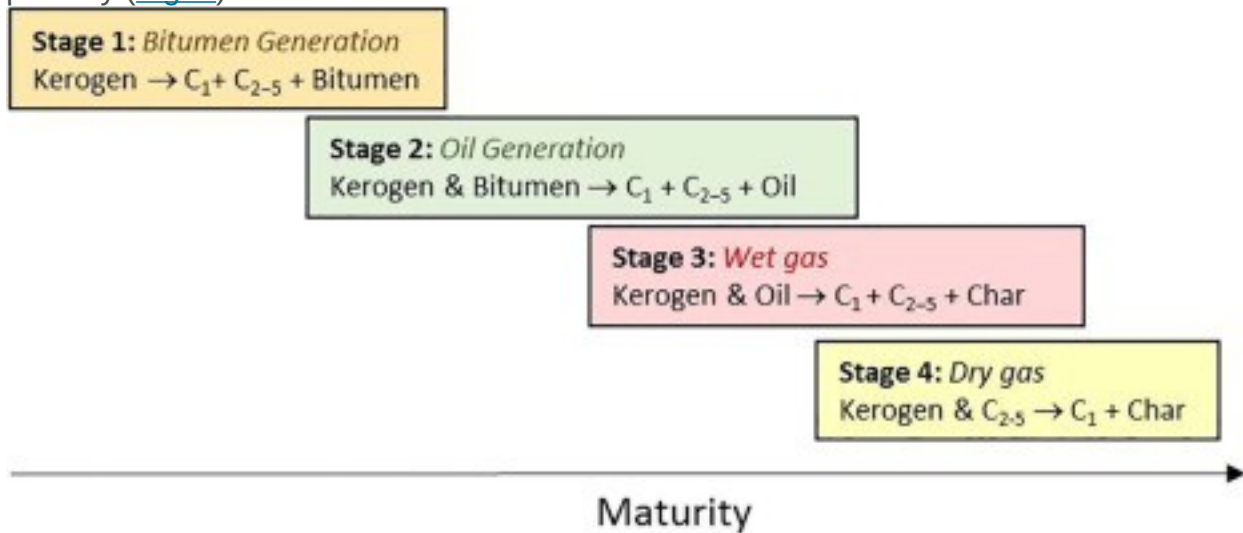 Stage 1: Bitumen Generation
Kerogen → C₁+ C₂₋₅ + Bitumen
Stage 2: Oil Generation
Kerogen & Bitumen → C₁ + C₂₋₅ + Oil
Stage 3: Wet gas
Kerogen & Oil → C₁ + C₂₋₅ + Char
Stage 4: Dry gas
Kerogen & C₂₋₅ → C₁ + Char
Maturity